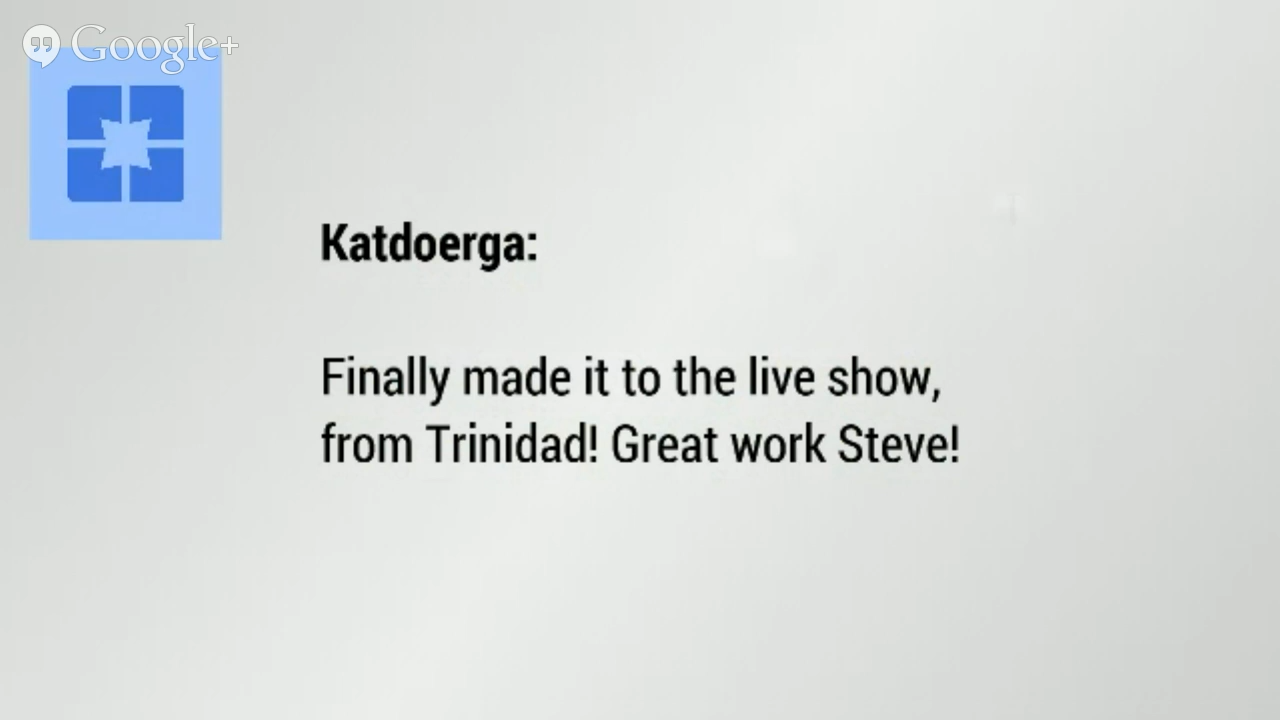 Google+
Katdoerga:
Finally made it to the live show,
from Trinidad! Great work Steve!